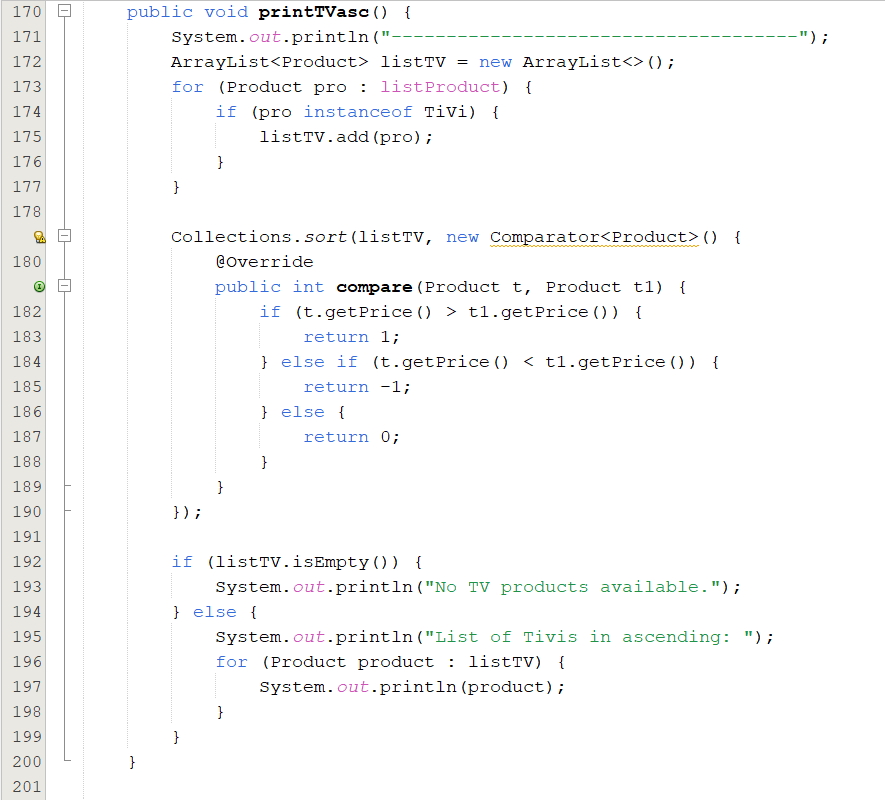 170 public void printTVasc() {
171 System.out.println("-------------------------------------");
172 ArrayList<Product> listTV = new ArrayList<>();
173 for (Product pro : listProduct) {
174 if (pro instanceof TiVi) {
175 listTV.add(pro);
176 }
177 }
178
Collections.sort(listTV, new Comparator<Product>() {
180 @Override
public int compare(Product t, Product t1) {
182 if (t.getPrice() > t1.getPrice()) {
183 return 1;
184 } else if (t.getPrice() < t1.getPrice()) {
185 return -1;
186 } else {
187 return 0;
188 }
189 }
190 });
191
192 if (listTV.isEmpty()) {
193 System.out.println("No TV products available.");
194 } else {
195 System.out.println("List of Tivis in ascending: ");
196 for (Product product : listTV) {
197 System.out.println(product);
198 }
199 }
200 }
201